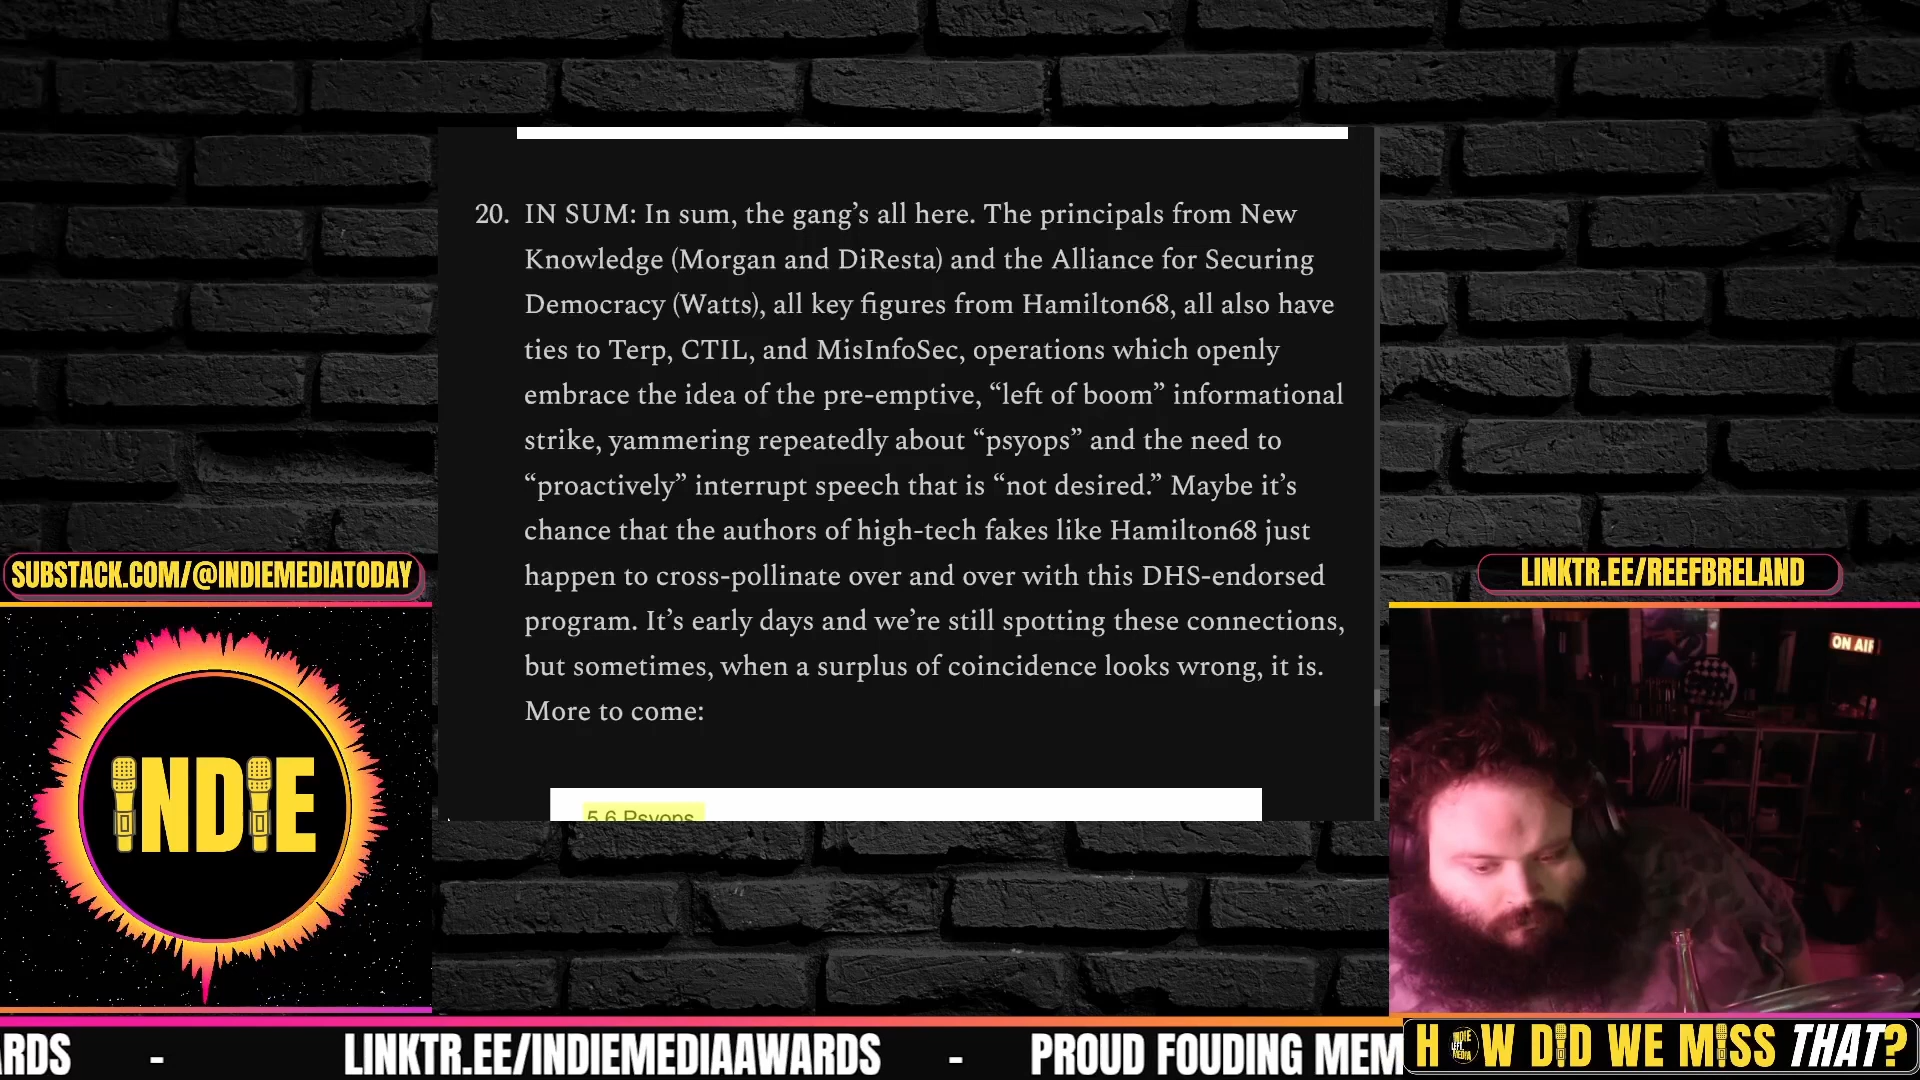 20. IN SUM: In sum, the gang’s all here. The principals from New
Knowledge (Morgan and DiResta) and the Alliance for Securing
Democracy (Watts), all key figures from Hamilton68, all also have
ties to Terp, CTIL, and MisInfoSec, operations which openly
embrace the idea of the pre-emptive, “left of boom” informational
strike, yammering repeatedly about “psyops” and the need to
“proactively” interrupt speech that is “not desired.” Maybe it’s
chance that the authors of high-tech fakes like Hamilton68 just
happen to cross-pollinate over and over with this DHS-endorsed
program. It’s early days and we’re still spotting these connections,
but sometimes, when a surplus of coincidence looks wrong, it is.
More to come:
5.6 Psyops
SUBSTACK.COM/@INDIEMEDIATODAY
INDIE
LINKTR.EE/REEFBRELAND
ON AIR
ARDS - LINKTR.EE/INDIEMEDIAAWARDS - PROUD FOUDING MEM
HOW DID WE MISS THAT?